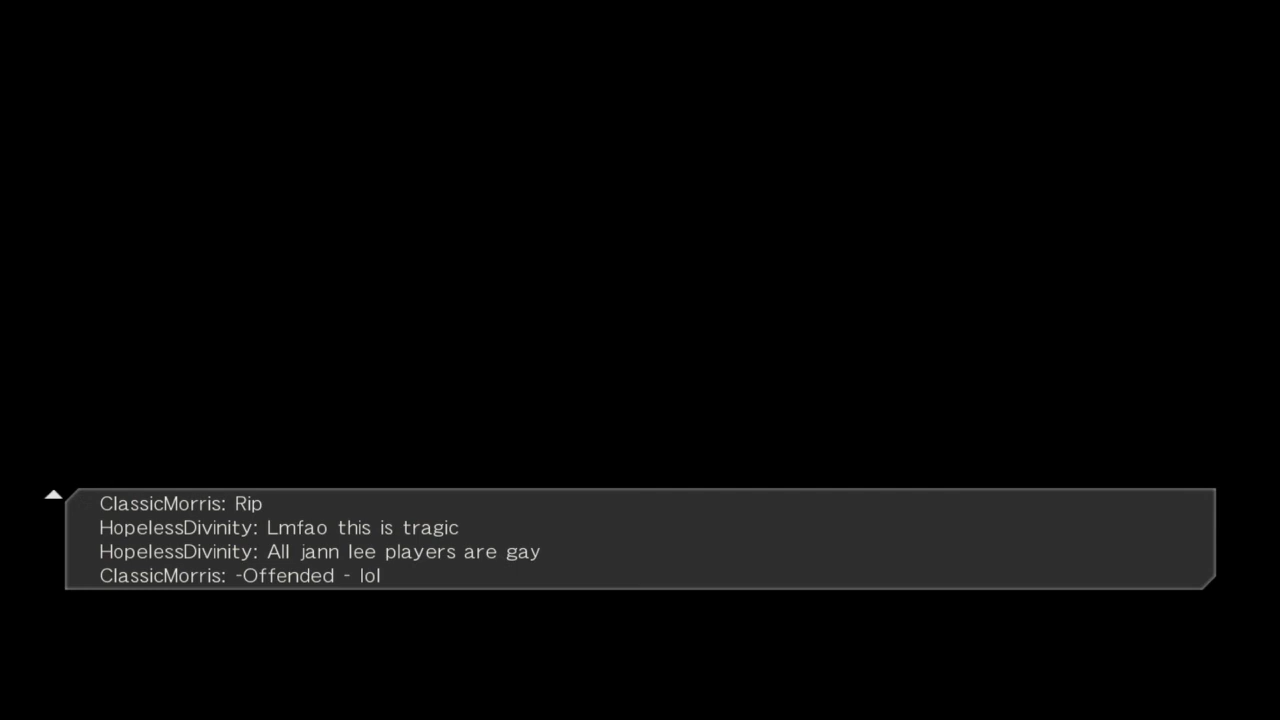 ClassicMorris: Rip
HopelessDivinity: Lmfao this is tragic
HopelessDivinity: All jann lee players are gay
ClassicMorris: -Offended - lol